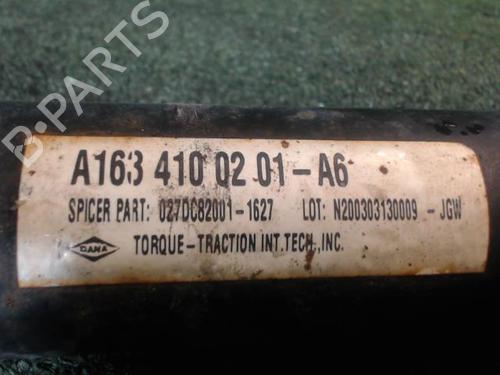 B-PARTS
A163 410 02 01-A6
SPICER PART: 027DC82001-1627 LOT: N200303130009 -JGW
DANA
TORQUE-TRACTION INT.TECH.,INC.